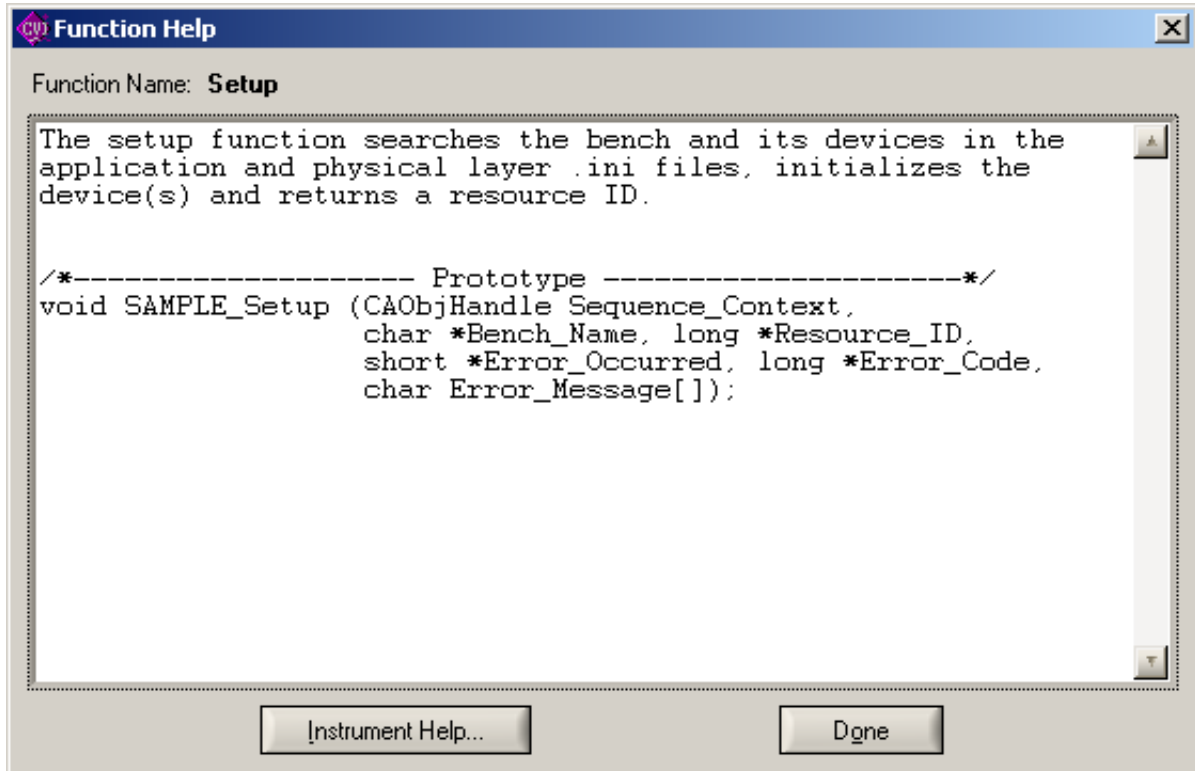 CVI Function Help
Function Name: Setup
The setup function searches the bench and its devices in the
application and physical layer .ini files, initializes the
device(s) and returns a resource ID.
/*--------------------- Prototype ----------------------*/
void SAMPLE_Setup (CAObjHandle Sequence_Context,
char *Bench_Name, long *Resource_ID,
short *Error_Occurred, long *Error_Code,
char Error_Message[]);
Instrument Help...
Done